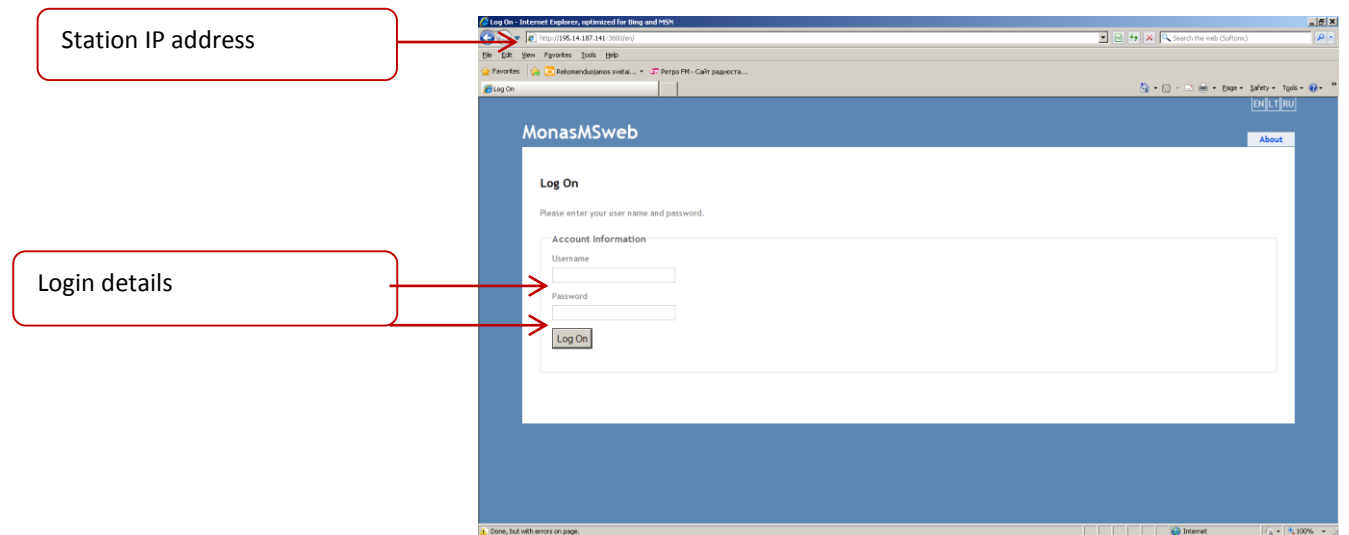 Station IP address
Log On - Internet Explorer, optimized for Bing and MSN
http://195.14.187.141:3880/en/
Search the web (Softonic)
File Edit View Favorites Tools Help
Favorites Rekomenduojamos svetai... Ретро FM - Сайт радиоста...
Log On
Page Safety Tools
EN LT RU
MonasMSweb
About
Log On
Please enter your user name and password.
Account Information
Username
Login details
Password
Log On
Done, but with errors on page.
Internet
100%